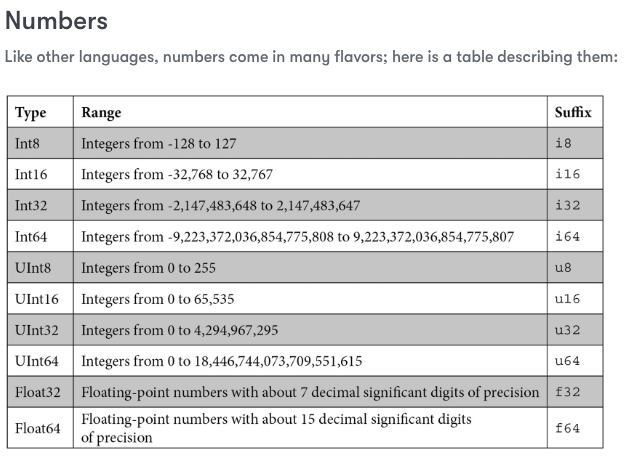 Numbers
Like other languages, numbers come in many flavors; here is a table describing them:
Type Range Suffix
Int8 Integers from -128 to 127 i8
Int16 Integers from -32,768 to 32,767 i16
Int32 Integers from -2,147,483,648 to 2,147,483,647 i32
Int64 Integers from -9,223,372,036,854,775,808 to 9,223,372,036,854,775,807 i64
UInt8 Integers from 0 to 255 u8
UInt16 Integers from 0 to 65,535 u16
UInt32 Integers from 0 to 4,294,967,295 u32
UInt64 Integers from 0 to 18,446,744,073,709,551,615 u64
Float32 Floating-point numbers with about 7 decimal significant digits of precision f32
Float64 Floating-point numbers with about 15 decimal significant digits
of precision f64